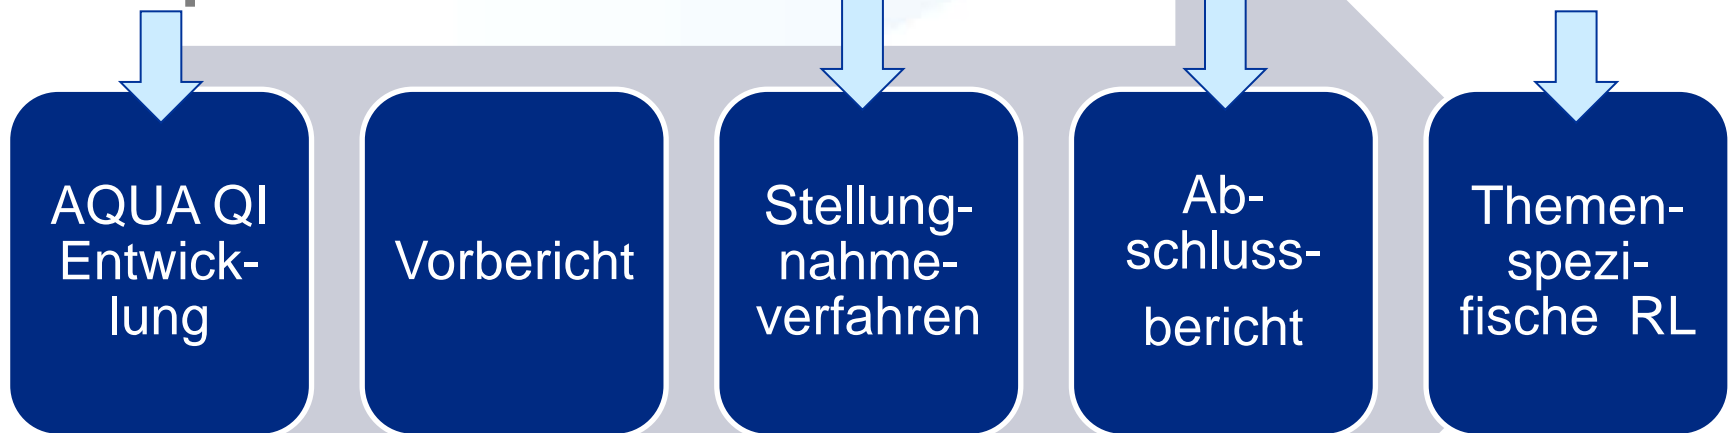 AQUA QI
Entwick-
lung
Vorbericht
Stellung-
nahme-
verfahren
Ab-
schluss-
bericht
Themen-
spezi-
fische RL